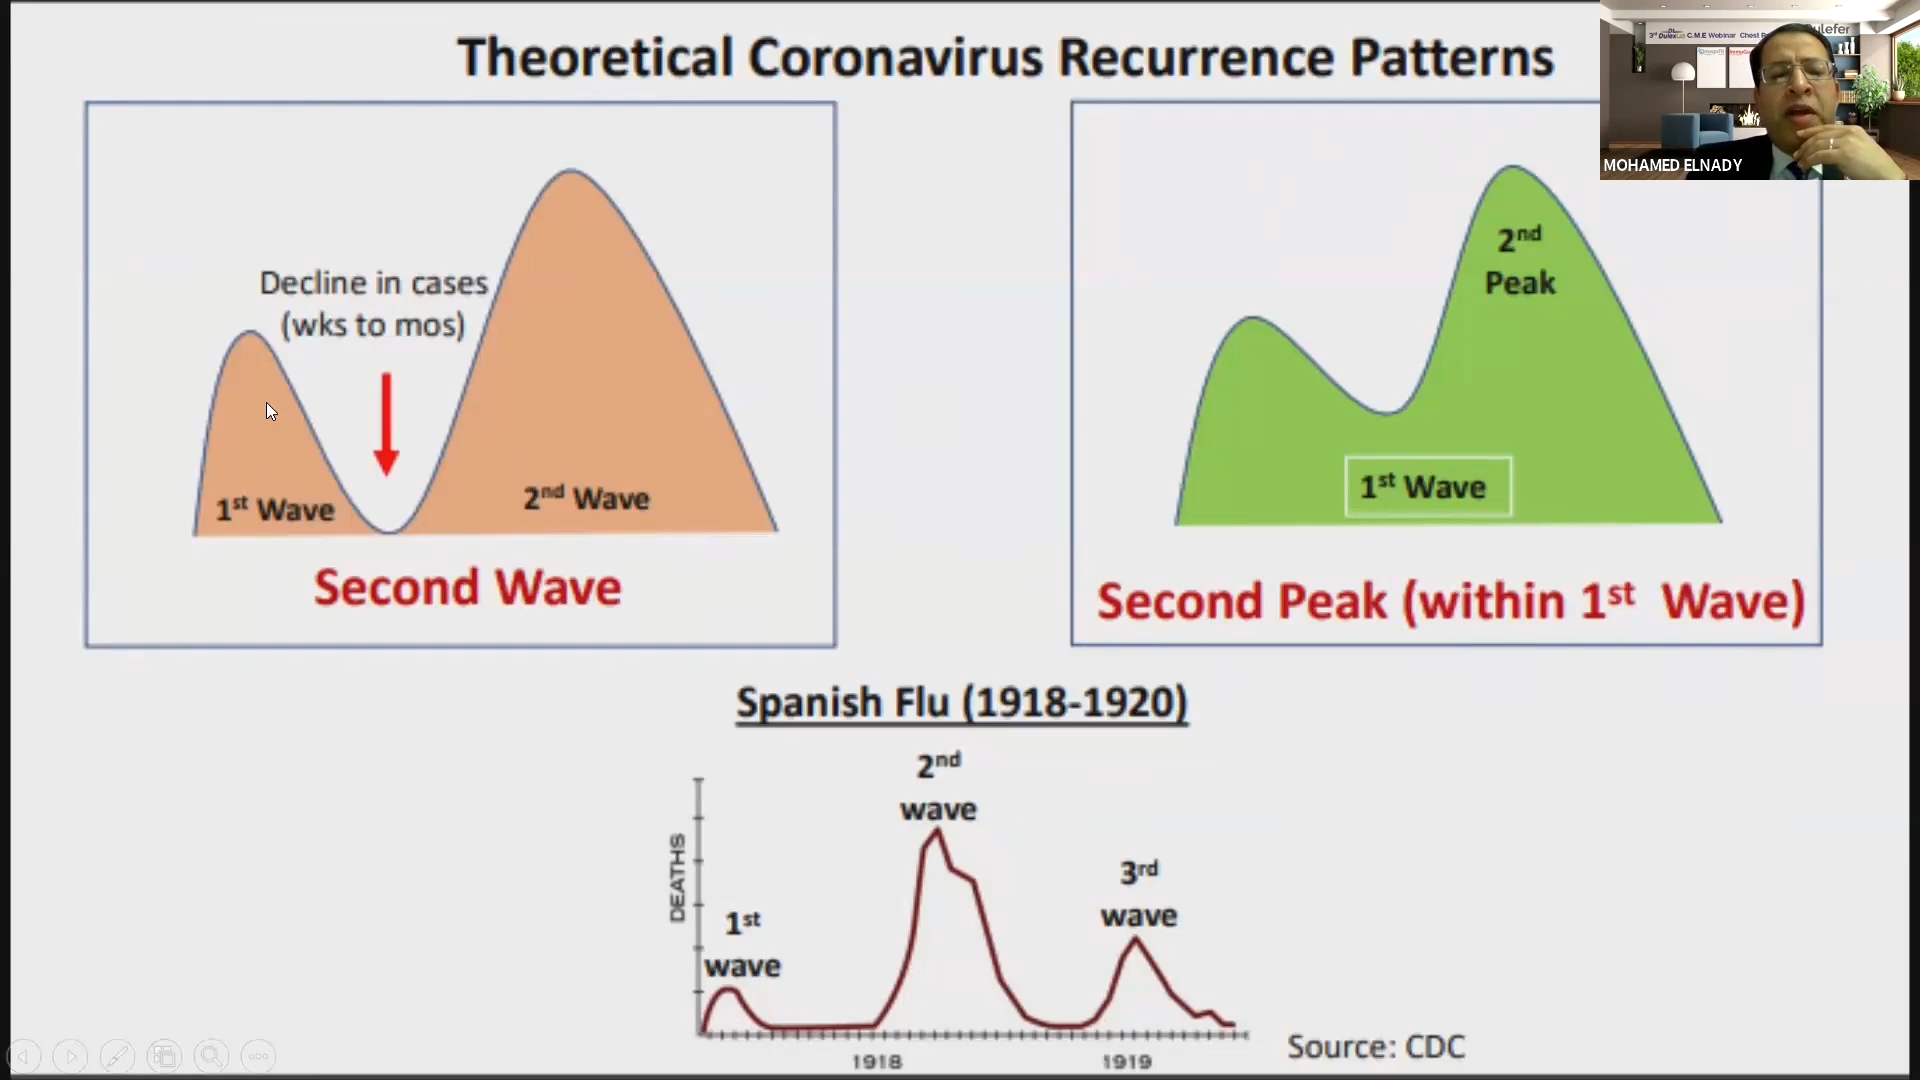 Theoretical Coronavirus Recurrence Patterns
Decline in cases
(wks to mos)
1st Wave
2nd Wave
Second Wave
2nd
Peak
1st Wave
Second Peak (within 1st Wave)
Spanish Flu (1918-1920)
DEATHS
1st
wave
2nd
wave
3rd
wave
1918
1919
Source: CDC
C.M.E Webinar Chest
MOHAMED ELNADY